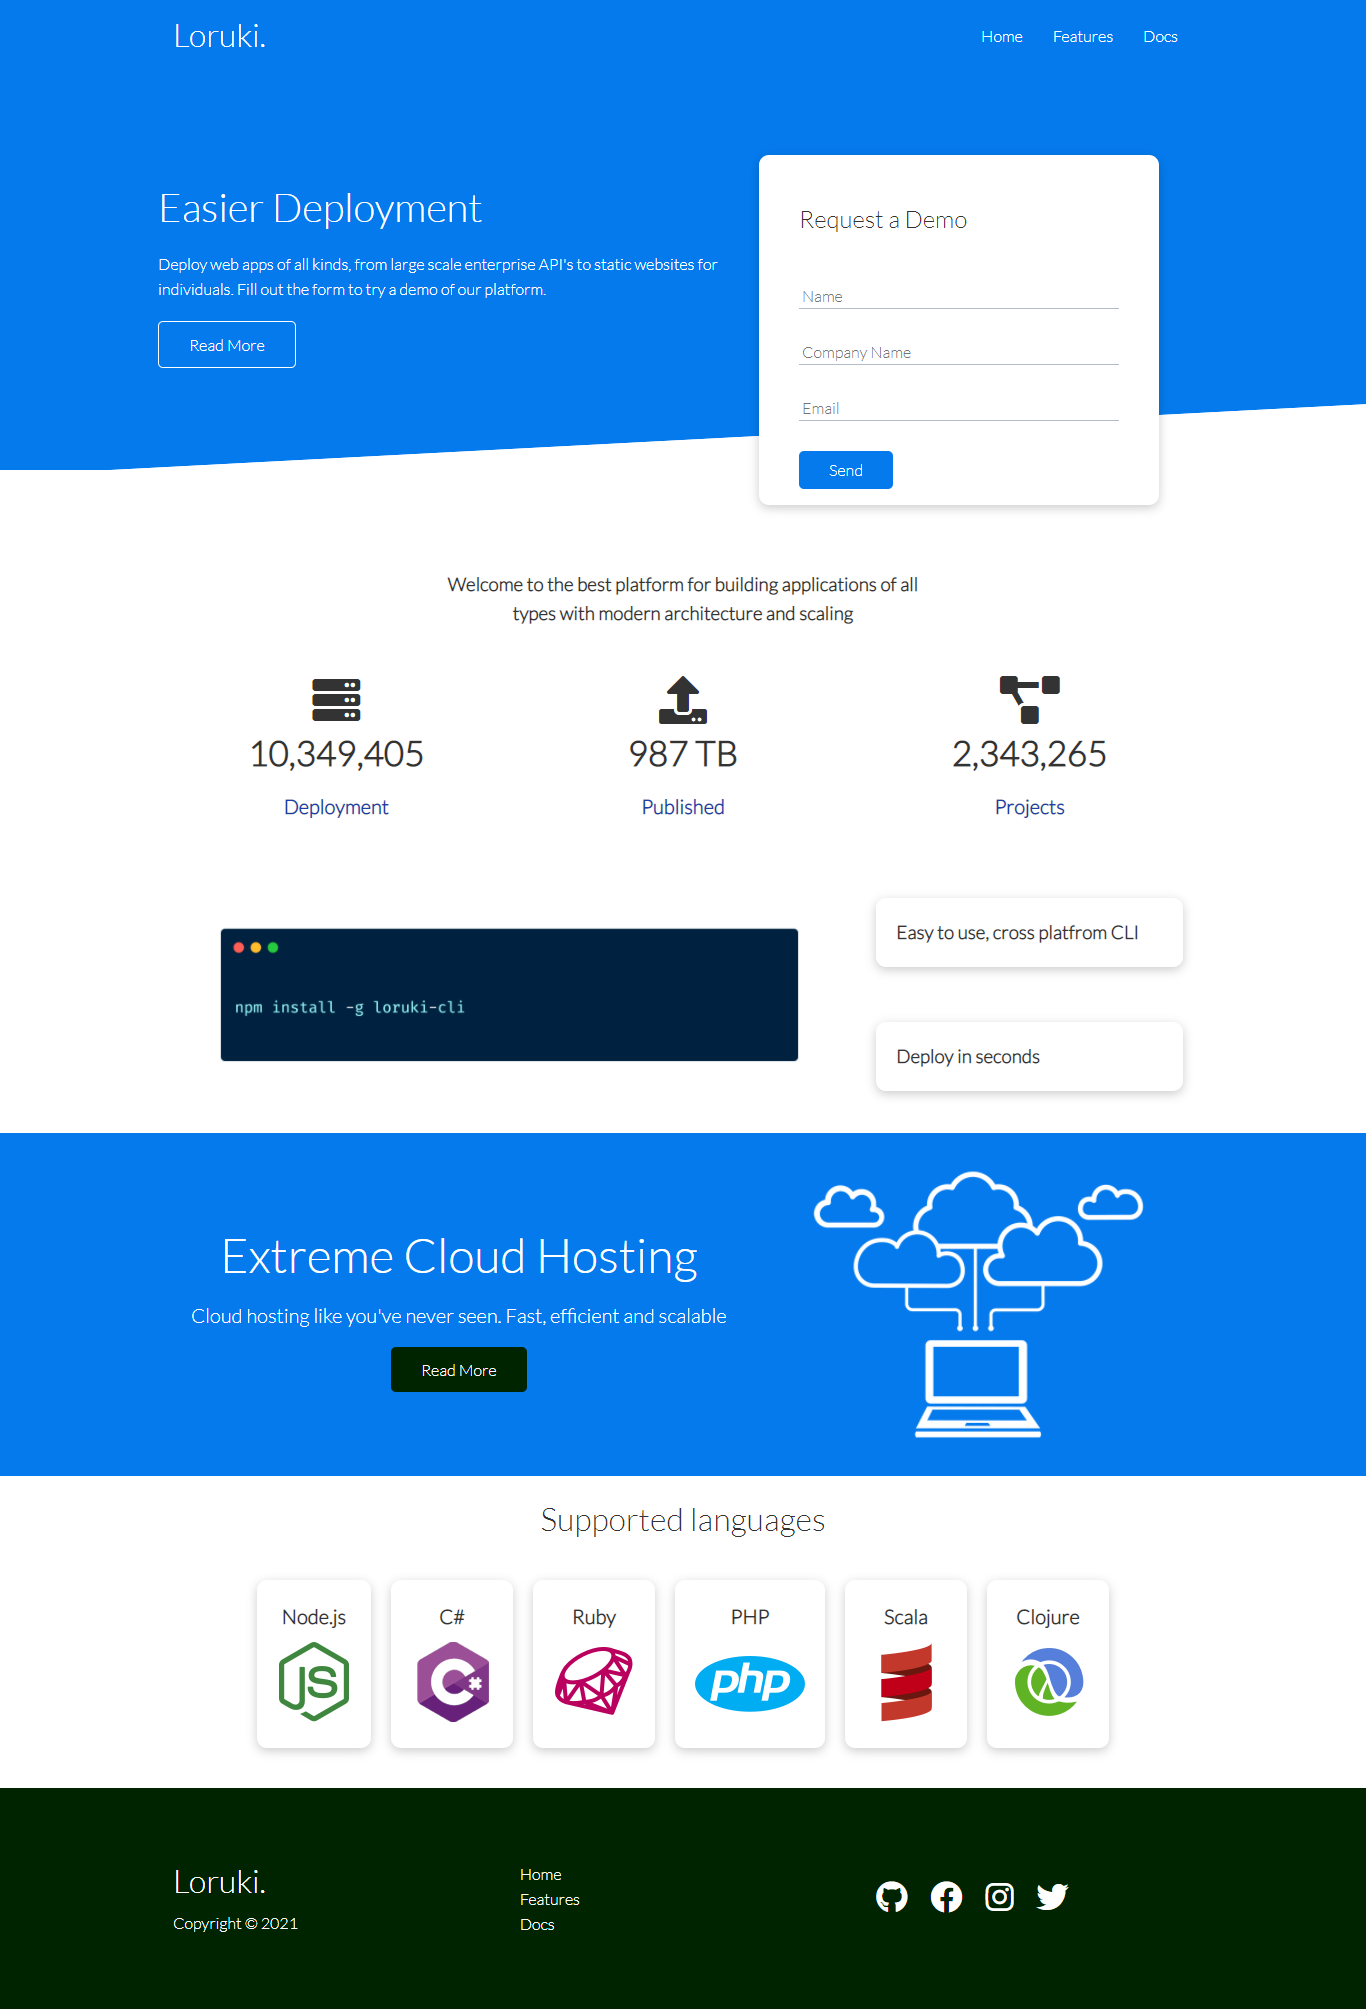 Loruki.
Home
Features
Docs
Easier Deployment
Deploy web apps of all kinds, from large scale enterprise API's to static websites for
individuals. Fill out the form to try a demo of our platform.
Read More
Request a Demo
Name
Company Name
Email
Send
Welcome to the best platform for building applications of all
types with modern architecture and scaling
10,349,405
Deployment
987 TB
Published
2,343,265
Projects
npm install -g loruki-cli
Easy to use, cross platfrom CLI
Deploy in seconds
Extreme Cloud Hosting
Cloud hosting like you've never seen. Fast, efficient and scalable
Read More
Supported languages
Node.js
JS
C#
C#
Ruby
PHP
php
Scala
Clojure
Loruki.
Copyright © 2021
Home
Features
Docs